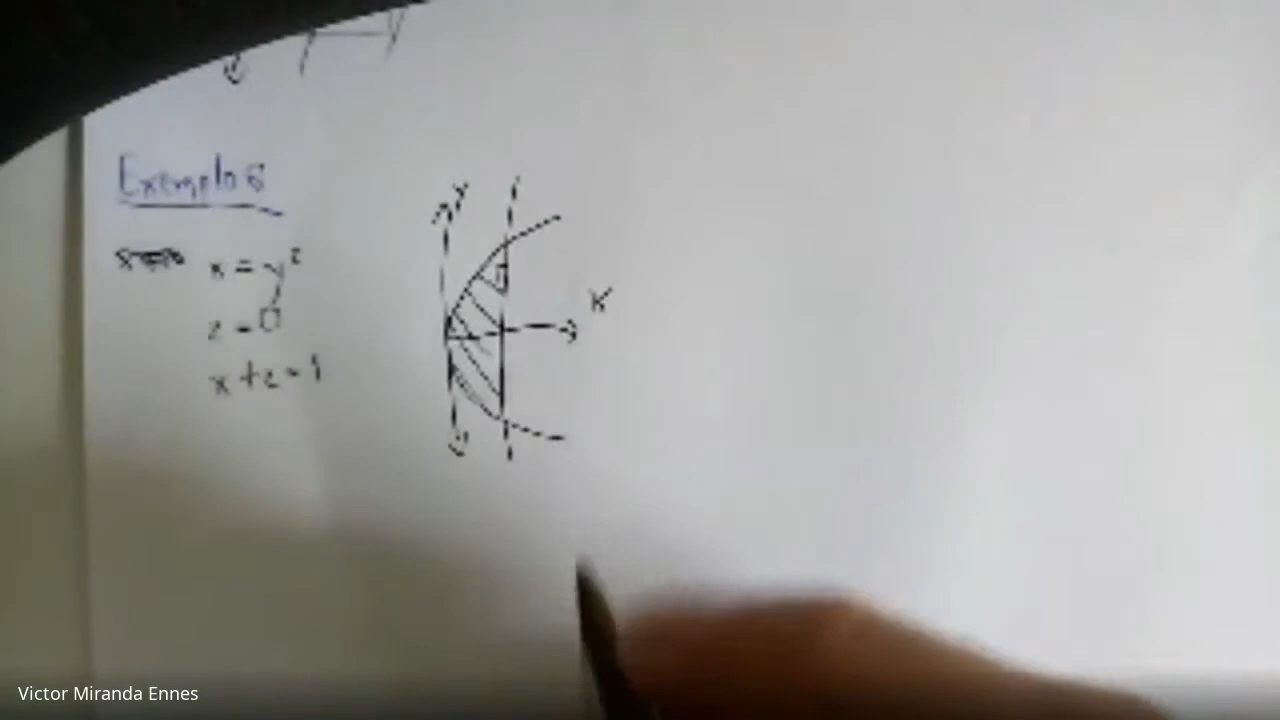 Exemplo 6
x = y²
z = 0
x + z = 1
y
D
x
Victor Miranda Ennes